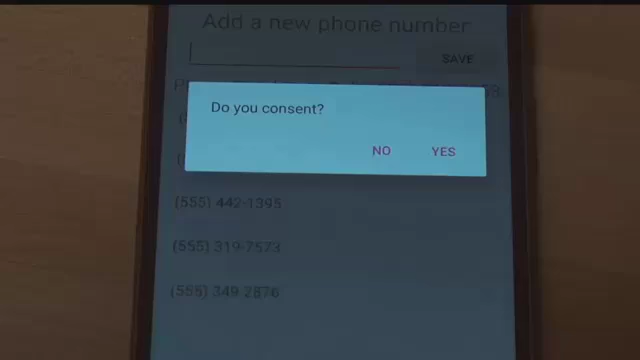 Add a new phone number
SAVE
Do you consent?
NO YES
(555) 442-1395
(555) 319-7573
(555) 349-2876